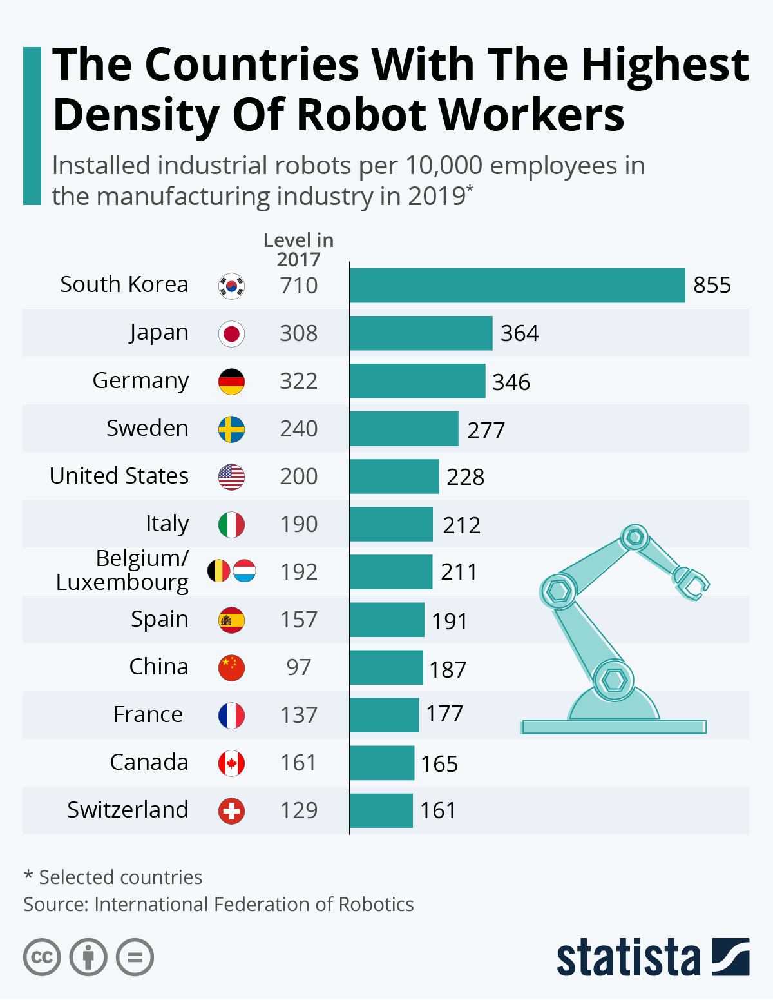 The Countries With The Highest
Density Of Robot Workers
Installed industrial robots per 10,000 employees in
the manufacturing industry in 2019*
Level in
2017
South Korea 710 855
Japan 308 364
Germany 322 346
Sweden 240 277
United States 200 228
Italy 190 212
Belgium/
Luxembourg 192 211
Spain 157 191
China 97 187
France 137 177
Canada 161 165
Switzerland 129 161
* Selected countries
Source: International Federation of Robotics
cc
statista